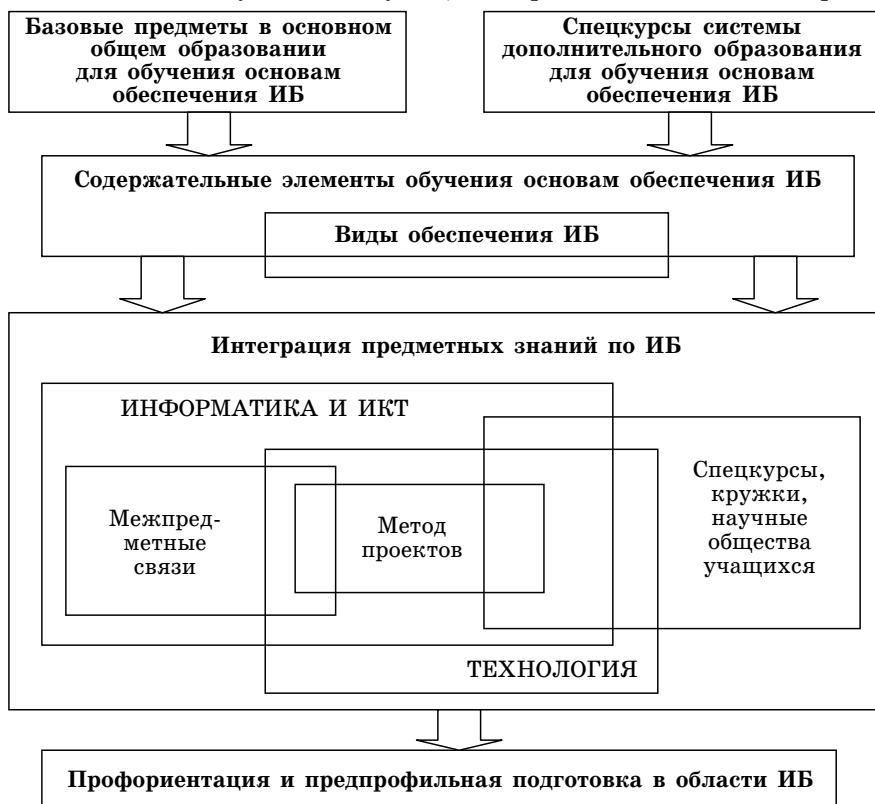 Базовые предметы в основном
общем образовании
для обучения основам
обеспечения ИБ
Спецкурсы системы
дополнительного образования
для обучения основам
обеспечения ИБ
Содержательные элементы обучения основам обеспечения ИБ
Виды обеспечения ИБ
Интеграция предметных знаний по ИБ
ИНФОРМАТИКА И ИКТ
Межпред-
метные
связи
Метод
проектов
Спецкурсы,
кружки,
научные
общества
учащихся
ТЕХНОЛОГИЯ
Профориентация и предпрофильная подготовка в области ИБ